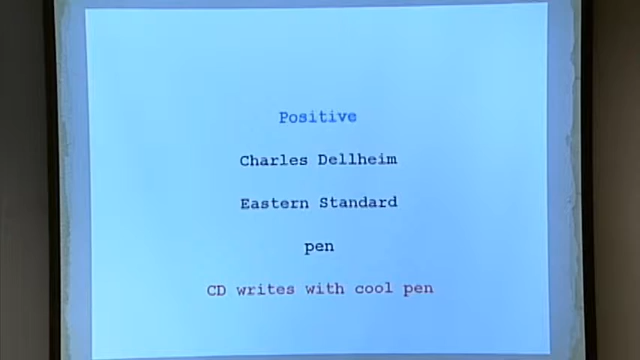 Positive
Charles Dellheim
Eastern Standard
pen
CD writes with cool pen